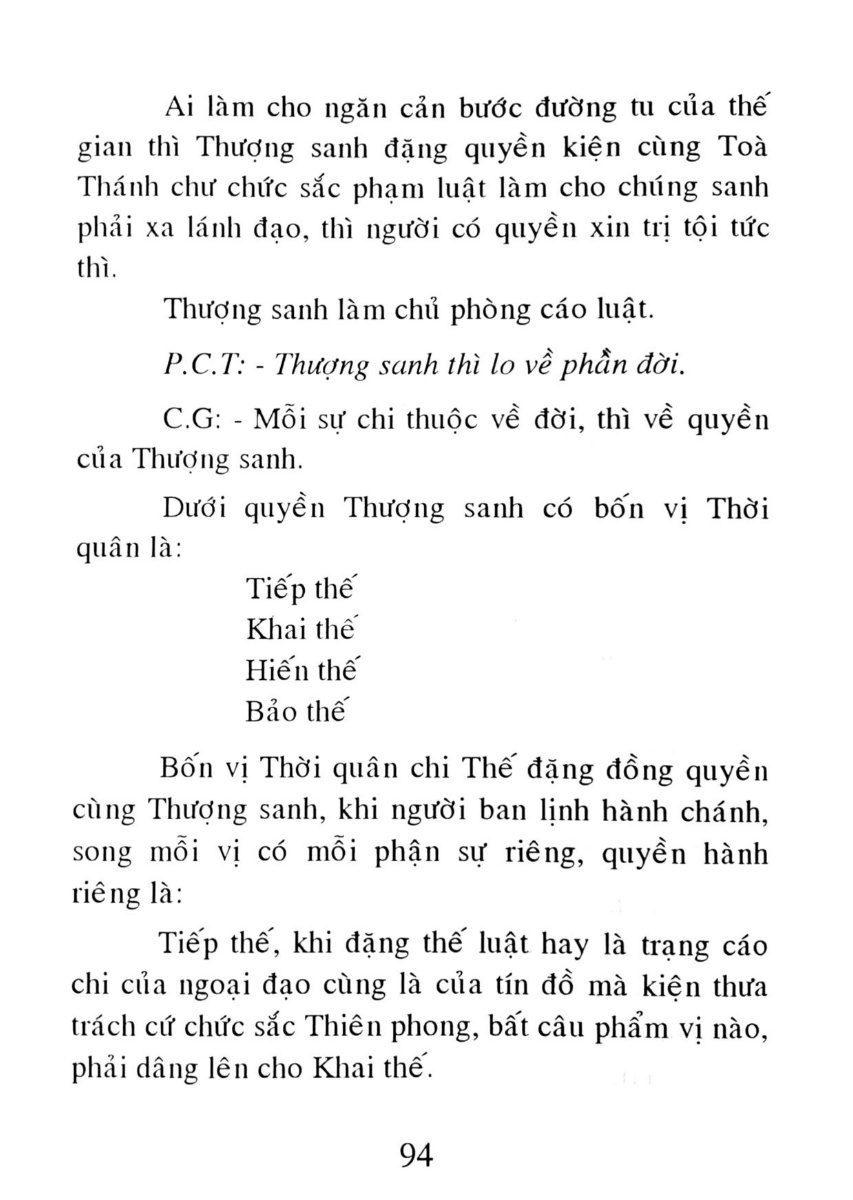 Ai làm cho ngăn cản bước đường tu của thế
gian thì Thượng sanh đặng quyền kiện cùng Toà
Thánh chư chức sắc phạm luật làm cho chúng sanh
phải xa lánh đạo, thì người có quyền xin trị tội tức
thì.
Thượng sanh làm chủ phòng cáo luật.
P.C.T: - Thượng sanh thì lo về phần đời.
C.G: - Mỗi sự chi thuộc về đời, thì về quyền
của Thượng sanh.
Dưới quyền Thượng sanh có bốn vị Thời
quân là:
Tiếp thế
Khai thế
Hiến thế
Bảo thế
Bốn vị Thời quân chi Thế đặng đồng quyền
cùng Thượng sanh, khi người ban lịnh hành chánh,
song mỗi vị có mỗi phận sự riêng, quyền hành
riêng là:
Tiếp thế, khi đặng thế luật hay là trạng cáo
chi của ngoại đạo cùng là của tín đồ mà kiện thưa
trách cứ chức sắc Thiên phong, bất câu phẩm vị nào,
phải dâng lên cho Khai thế.
94